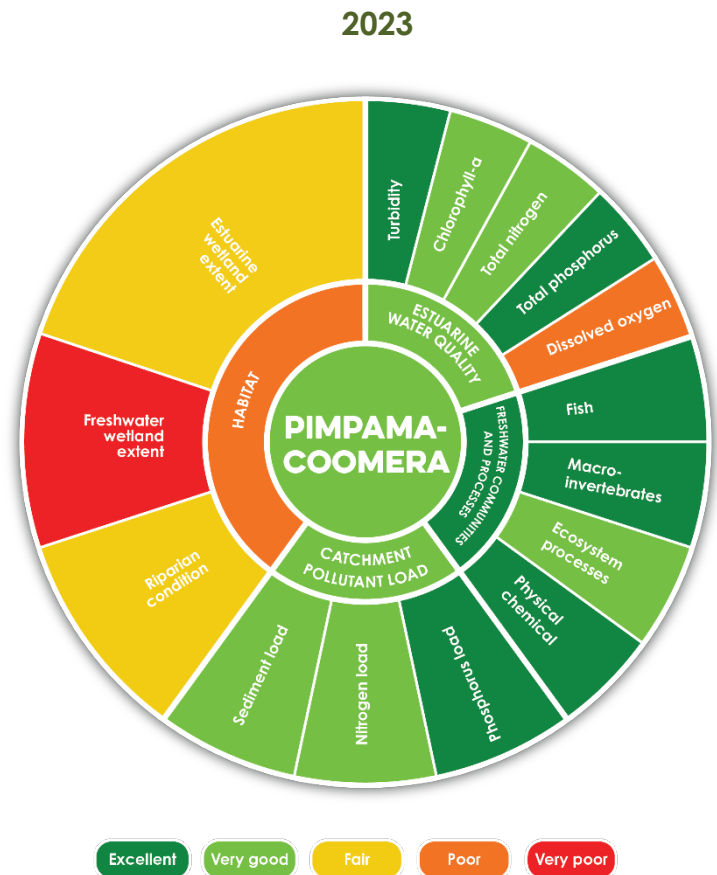 2023
PIMPAMA-
COOMERA
ESTUARINE
WATER QUALITY
Turbidity
Chlorophyll-a
Total nitrogen
Total phosphorus
Dissolved oxygen
FRESHWATER COMMUNITIES
AND PROCESSES
Fish
Macro-
invertebrates
Ecosystem
processes
Physical
chemical
CATCHMENT
POLLUTANT LOAD
Phosphorus load
Nitrogen load
Sediment load
HABITAT
Riparian
condition
Freshwater
wetland
extent
Estuarine
wetland
extent
Excellent
Very good
Fair
Poor
Very poor